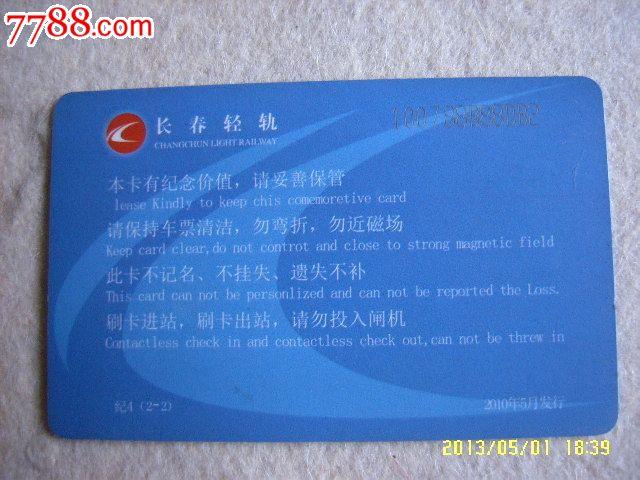 7788.com
长春轻轨
CHANGCHUN LIGHT RAILWAY
本卡有纪念价值，请妥善保管
lease Kindly to keep chis comemoretive card
请保持车票清洁，勿弯折，勿近磁场
Keep card clear,do not controt and close to strong magnetic field
此卡不记名、不挂失、遗失不补
This card can not be personlized and can not be reported the Loss.
刷卡进站，刷卡出站，请勿投入闸机
Contactless check in and contactless check out,can not be threw in
纪4（2-2）
2010年5月发行
2013/05/01 18:39